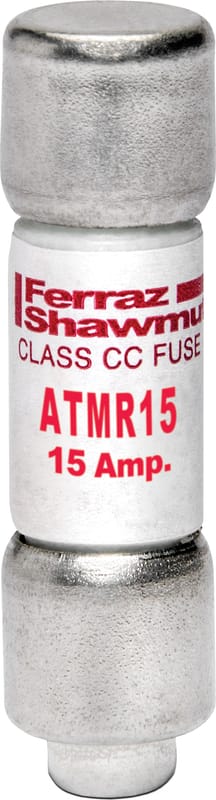 Ferraz
Shawmut
CLASS CC FUSE
ATMR15
15 Amp.